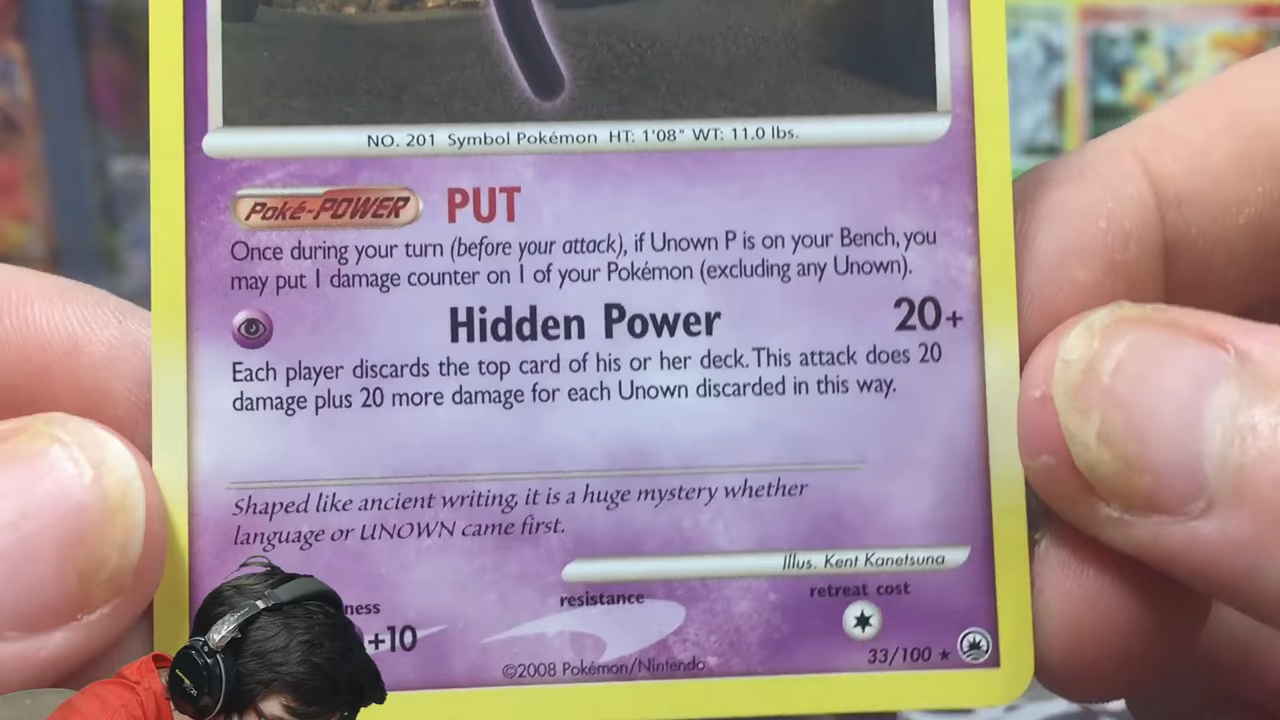 NO. 201 Symbol Pokémon HT: 1'08" WT: 11.0 lbs.
Poké-POWER PUT
Once during your turn (before your attack), if Unown P is on your Bench, you
may put 1 damage counter on 1 of your Pokémon (excluding any Unown).
Hidden Power 20+
Each player discards the top card of his or her deck. This attack does 20
damage plus 20 more damage for each Unown discarded in this way.
Shaped like ancient writing, it is a huge mystery whether
language or UNOWN came first.
Illus. Kent Kanetsuna
ness resistance retreat cost
+10
33/100
©2008 Pokémon/Nintendo